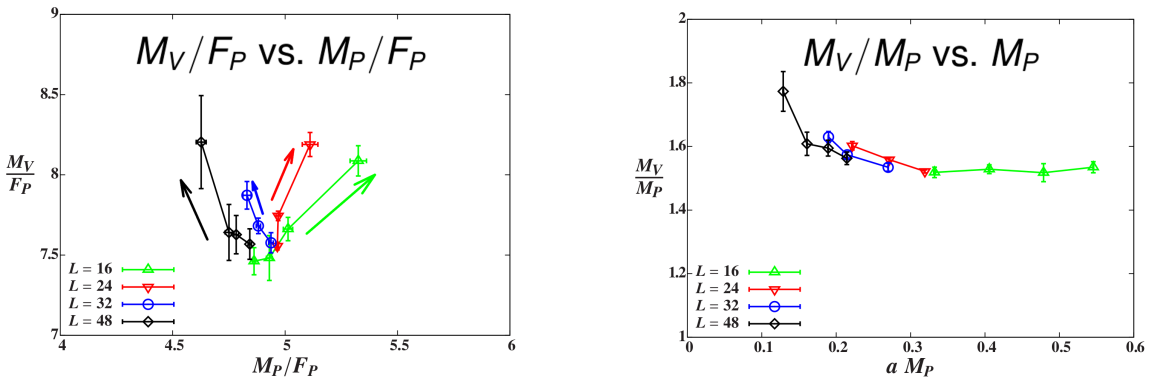 M_V/F_P vs. M_P/F_P
9
8.5
8
7.5
7
M_V
F_P
L = 16
L = 24
L = 32
L = 48
4
4.5
5
5.5
6
M_P/F_P
M_V/M_P vs. M_P
2
1.8
1.6
1.4
1.2
1
M_V
M_P
L = 16
L = 24
L = 32
L = 48
0
0.1
0.2
0.3
0.4
0.5
0.6
a M_P